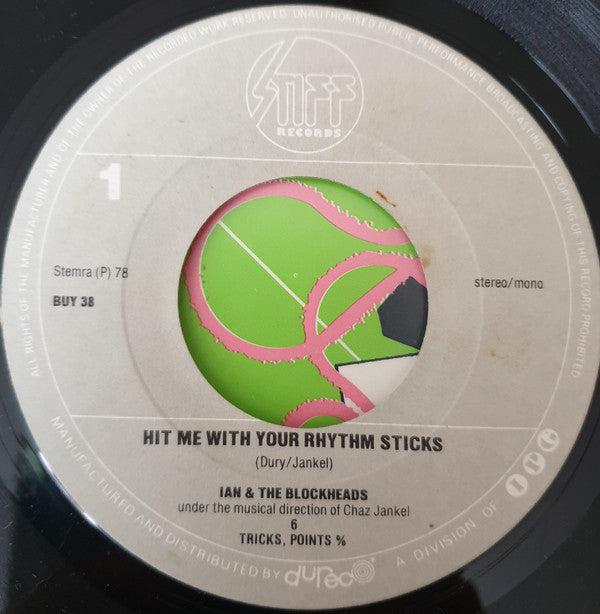 ALL RIGHTS OF THE MANUFACTURER AND OF THE OWNER OF THE RECORDED WORK RESERVED. UNAUTHORISED PUBLIC PERFORMANCE BROADCASTING AND COPYING OF THIS RECORD PROHIBITED
STIFF
RECORDS
1
Stemra (P) 78
stereo/mono
BUY 38
HIT ME WITH YOUR RHYTHM STICKS
(Dury/Jankel)
IAN & THE BLOCKHEADS
under the musical direction of Chaz Jankel
6
TRICKS, POINTS %
MANUFACTURED AND DISTRIBUTED BY dureco A DIVISION OF